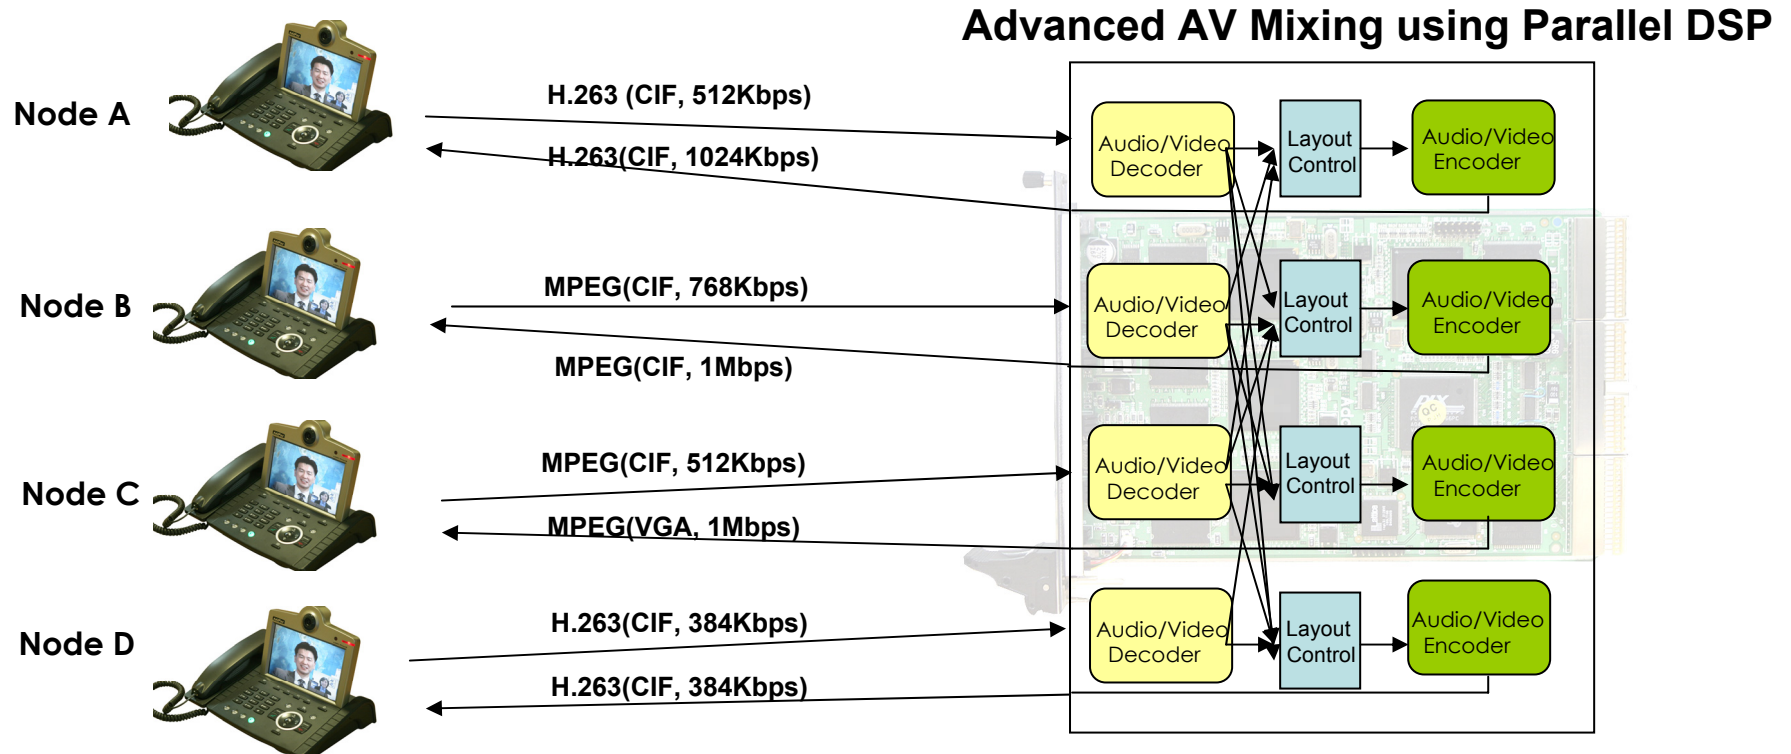 Advanced AV Mixing using Parallel DSP
Node A
H.263 (CIF, 512Kbps)
H.263(CIF, 1024Kbps)
Audio/Video
Decoder
Layout
Control
Audio/Video
Encoder
Node B
MPEG(CIF, 768Kbps)
MPEG(CIF, 1Mbps)
Audio/Video
Decoder
Layout
Control
Audio/Video
Encoder
Node C
MPEG(CIF, 512Kbps)
MPEG(VGA, 1Mbps)
Audio/Video
Decoder
Layout
Control
Audio/Video
Encoder
Node D
H.263(CIF, 384Kbps)
H.263(CIF, 384Kbps)
Audio/Video
Decoder
Layout
Control
Audio/Video
Encoder
QC